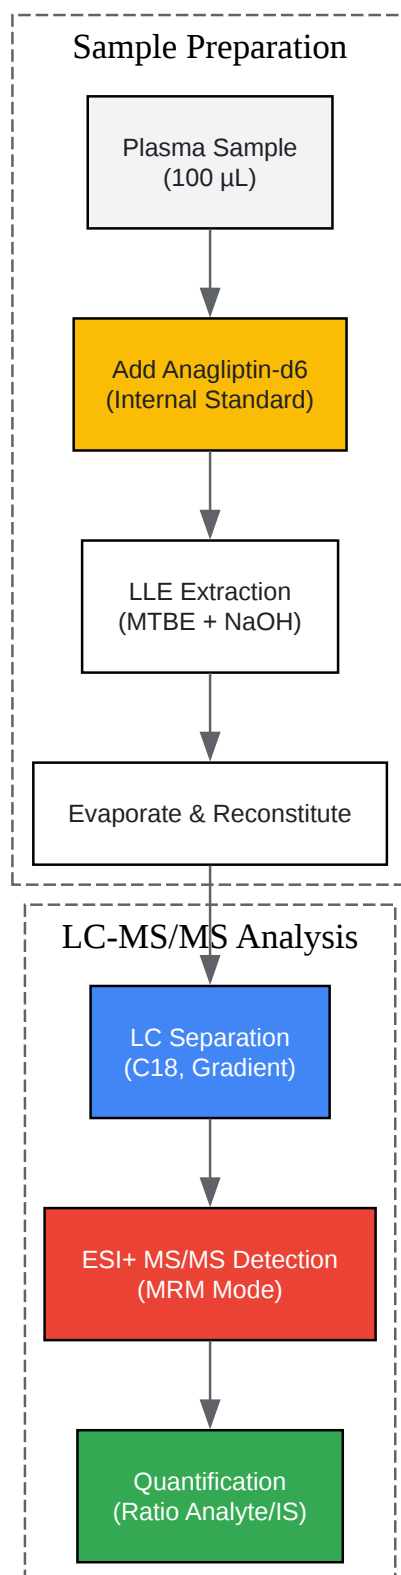 Sample Preparation
Plasma Sample
(100 µL)
Add Anagliptin-d6
(Internal Standard)
LLE Extraction
(MTBE + NaOH)
Evaporate & Reconstitute
LC-MS/MS Analysis
LC Separation
(C18, Gradient)
ESI+ MS/MS Detection
(MRM Mode)
Quantification
(Ratio Analyte/IS)